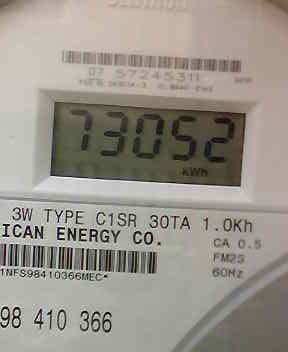 07 57245311
73052
kWh
3W TYPE C1SR 30TA 1.0Kh
ICAN ENERGY CO.
CA 0.5
FM2S
60Hz
1NFS98410366MEC*
98 410 366